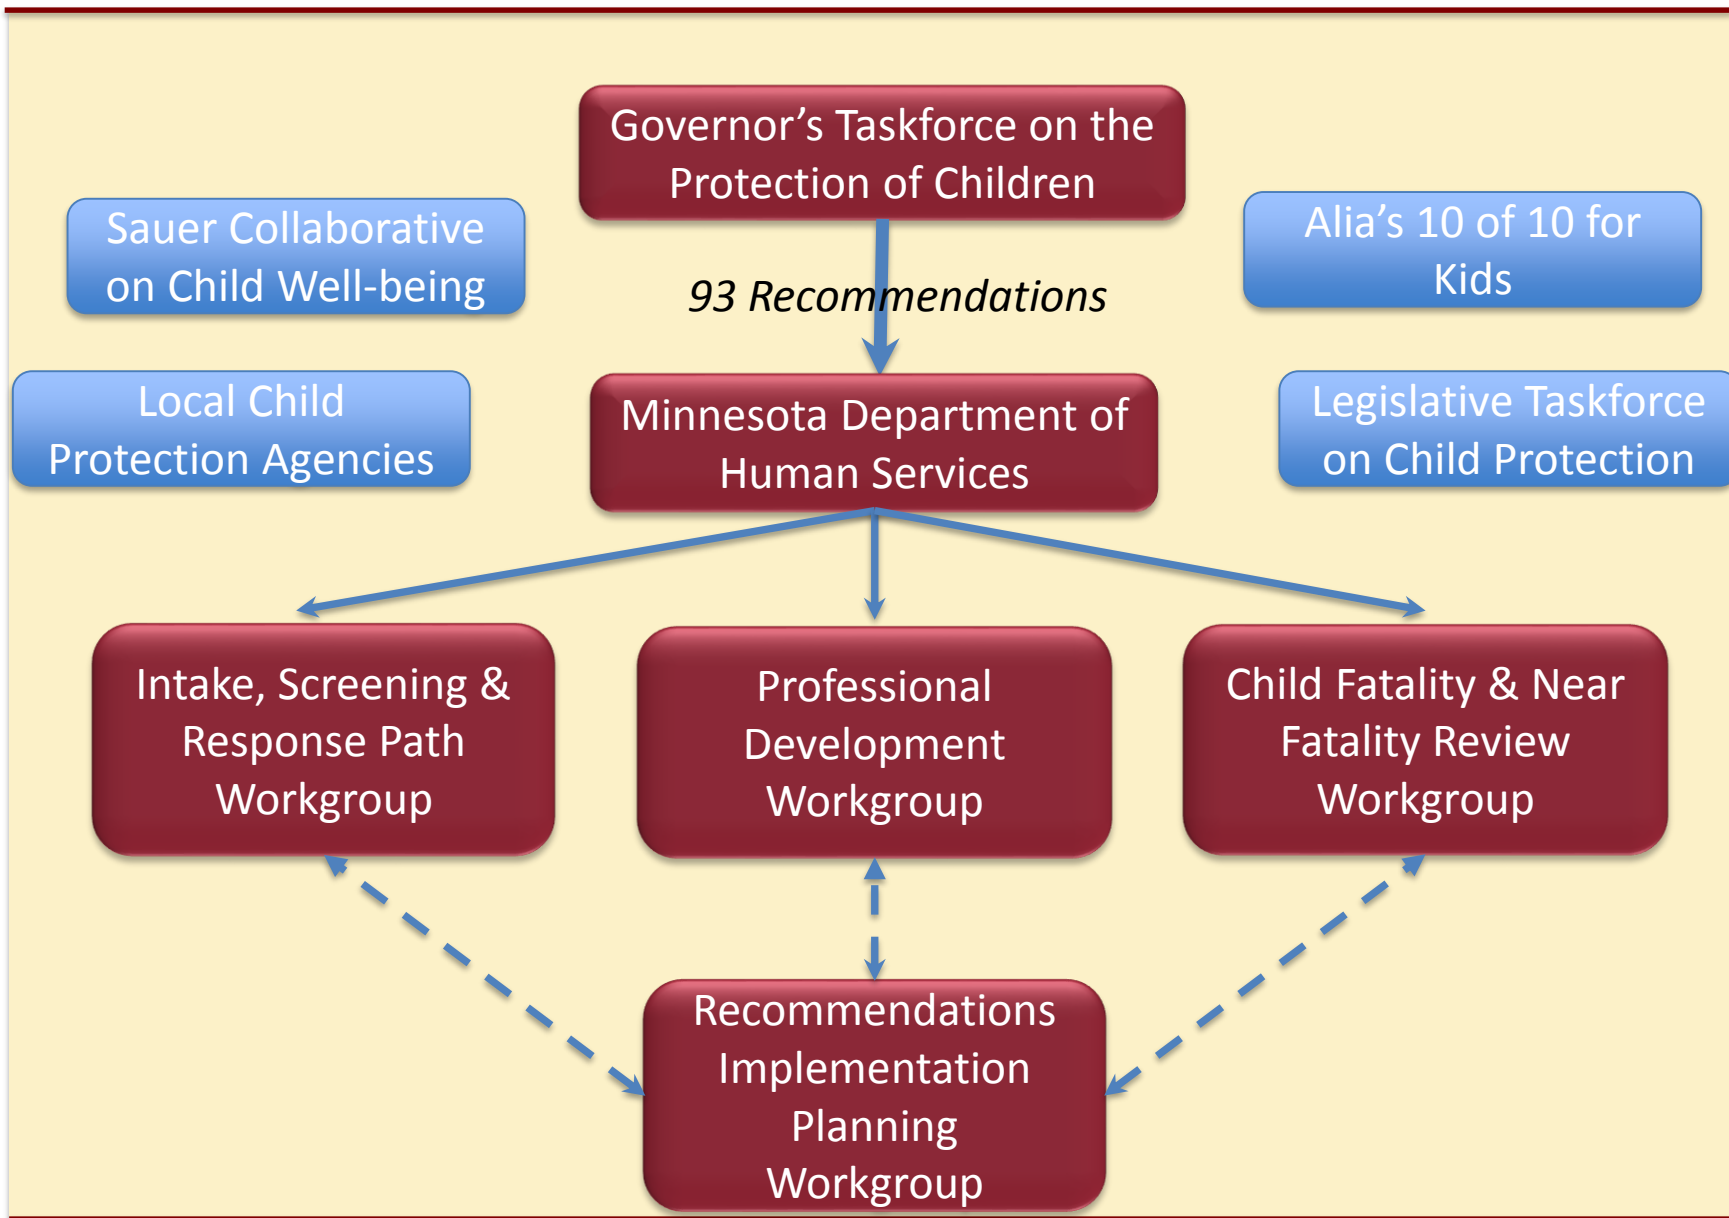 Governor’s Taskforce on the
Protection of Children
Sauer Collaborative
on Child Well-being
Alia’s 10 of 10 for
Kids
93 Recommendations
Local Child
Protection Agencies
Minnesota Department of
Human Services
Legislative Taskforce
on Child Protection
Intake, Screening &
Response Path
Workgroup
Professional
Development
Workgroup
Child Fatality & Near
Fatality Review
Workgroup
Recommendations
Implementation
Planning
Workgroup